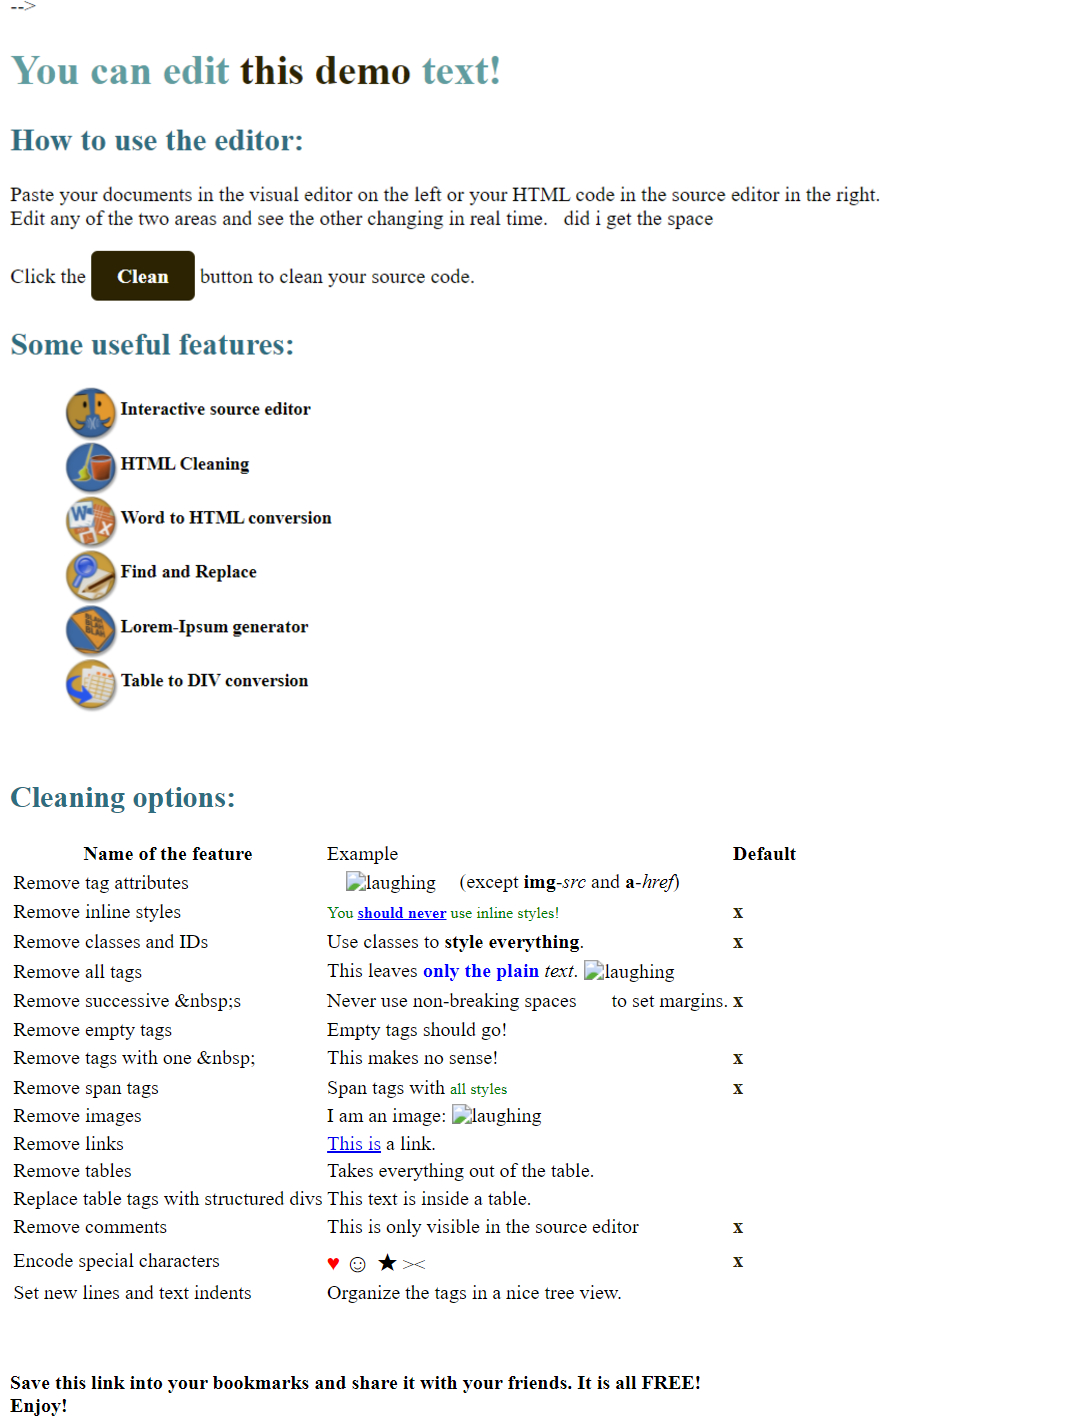 -->
You can edit this demo text!
How to use the editor:
Paste your documents in the visual editor on the left or your HTML code in the source editor in the right.
Edit any of the two areas and see the other changing in real time.   did i get the space
Click the Clean button to clean your source code.
Some useful features:
Interactive source editor
HTML Cleaning
Word to HTML conversion
Find and Replace
Lorem-Ipsum generator
Table to DIV conversion
Cleaning options:
Name of the feature Example Default
Remove tag attributes laughing (except img-src and a-href)
Remove inline styles You should never use inline styles! x
Remove classes and IDs Use classes to style everything. x
Remove all tags This leaves only the plain text. laughing
Remove successive &nbsp;s Never use non-breaking spaces to set margins. x
Remove empty tags Empty tags should go!
Remove tags with one &nbsp; This makes no sense! x
Remove span tags Span tags with all styles x
Remove images I am an image: laughing
Remove links This is a link.
Remove tables Takes everything out of the table.
Replace table tags with structured divs This text is inside a table.
Remove comments This is only visible in the source editor x
Encode special characters ♥ ☺ ★ >< x
Set new lines and text indents Organize the tags in a nice tree view.
Save this link into your bookmarks and share it with your friends. It is all FREE!
Enjoy!